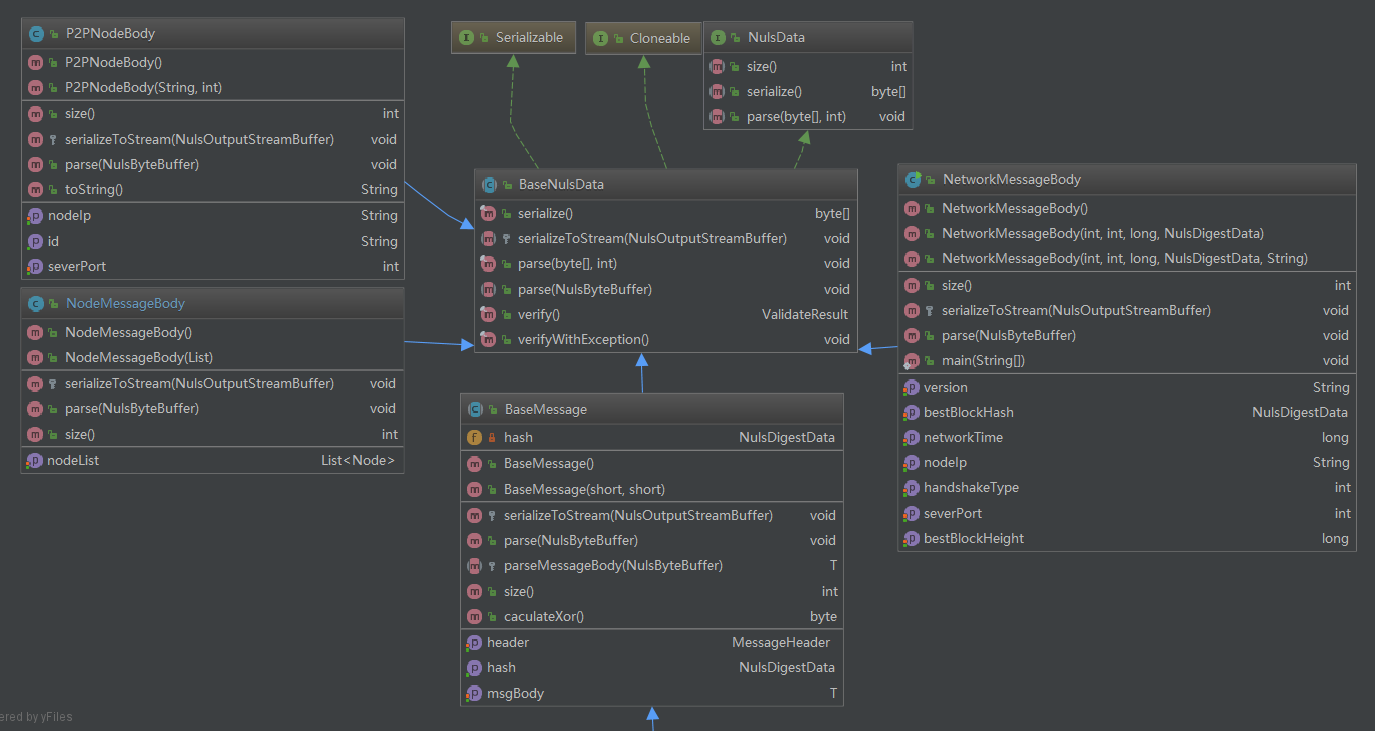 P2PNodeBody
P2PNodeBody()
P2PNodeBody(String, int)
size() int
serializeToStream(NulsOutputStreamBuffer) void
parse(NulsByteBuffer) void
toString() String
nodeIp String
id String
severPort int
NodeMessageBody
NodeMessageBody()
NodeMessageBody(List)
serializeToStream(NulsOutputStreamBuffer) void
parse(NulsByteBuffer) void
size() int
nodeList List<Node>
Serializable
Cloneable
NulsData
size() int
serialize() byte[]
parse(byte[], int) void
BaseNulsData
serialize() byte[]
serializeToStream(NulsOutputStreamBuffer) void
parse(byte[], int) void
parse(NulsByteBuffer) void
verify() ValidateResult
verifyWithException() void
BaseMessage
hash NulsDigestData
BaseMessage()
BaseMessage(short, short)
serializeToStream(NulsOutputStreamBuffer) void
parse(NulsByteBuffer) void
parseMessageBody(NulsByteBuffer) T
size() int
caculateXor() byte
header MessageHeader
hash NulsDigestData
msgBody T
NetworkMessageBody
NetworkMessageBody()
NetworkMessageBody(int, int, long, NulsDigestData)
NetworkMessageBody(int, int, long, NulsDigestData, String)
size() int
serializeToStream(NulsOutputStreamBuffer) void
parse(NulsByteBuffer) void
main(String[]) void
version String
bestBlockHash NulsDigestData
networkTime long
nodeIp String
handshakeType int
severPort int
bestBlockHeight long
ered by yFiles